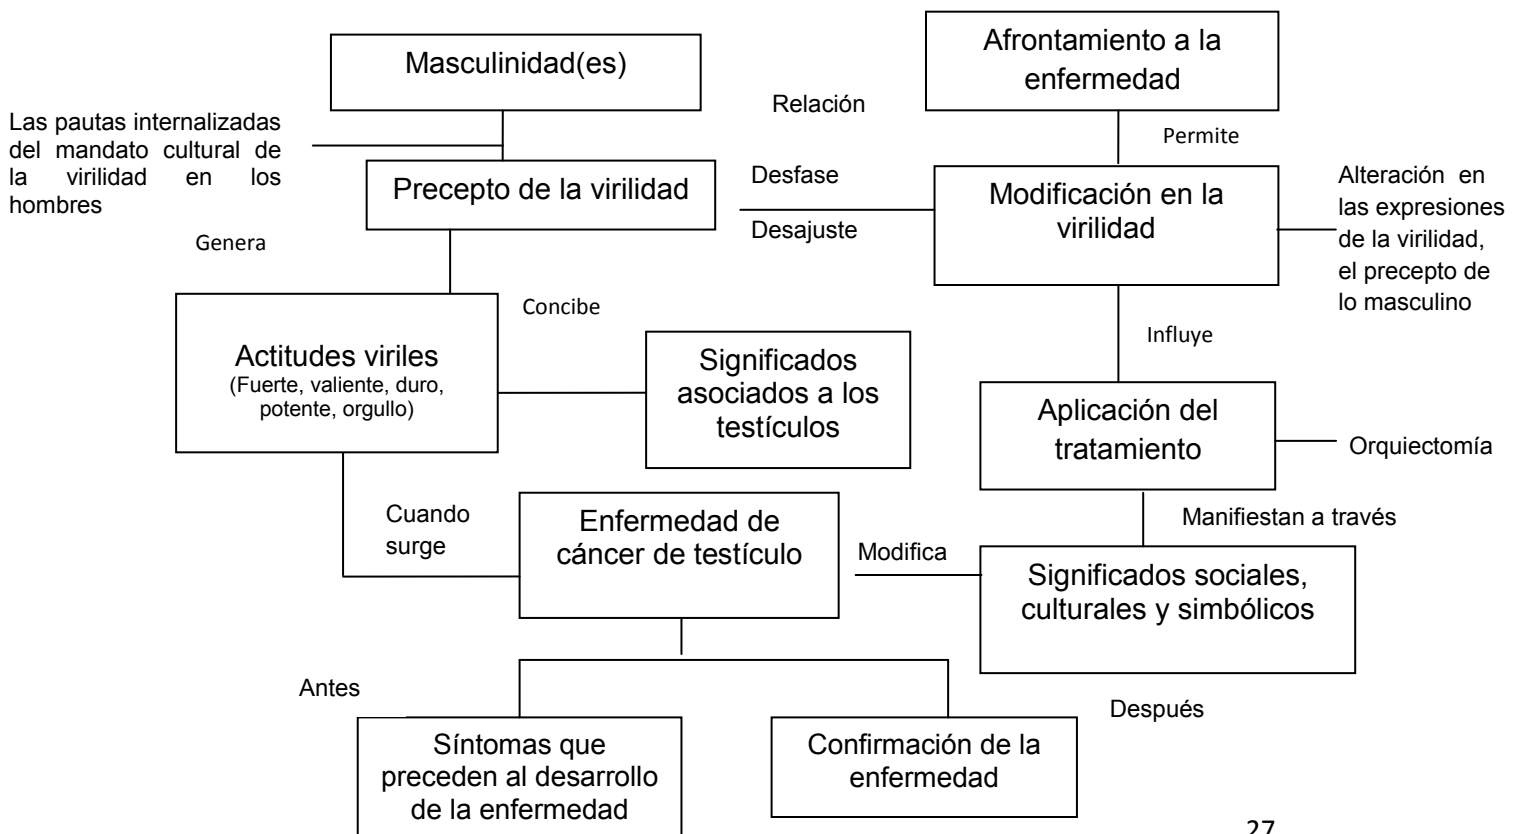 Masculinidad(es)
Afrontamiento a la
enfermedad
Relación
Las pautas internalizadas
del mandato cultural de
la virilidad en los
hombres
Permite
Precepto de la virilidad
Desfase
Desajuste
Modificación en la
virilidad
Alteración en
las expresiones
de la virilidad,
el precepto de
lo masculino
Genera
Concibe
Influye
Actitudes viriles
(Fuerte, valiente, duro,
potente, orgullo)
Significados
asociados a los
testículos
Aplicación del
tratamiento
Orquiectomía
Cuando
surge
Enfermedad de
cáncer de testículo
Modifica
Manifiestan a través
Significados sociales,
culturales y simbólicos
Antes
Después
Síntomas que
preceden al desarrollo
de la enfermedad
Confirmación de la
enfermedad
27